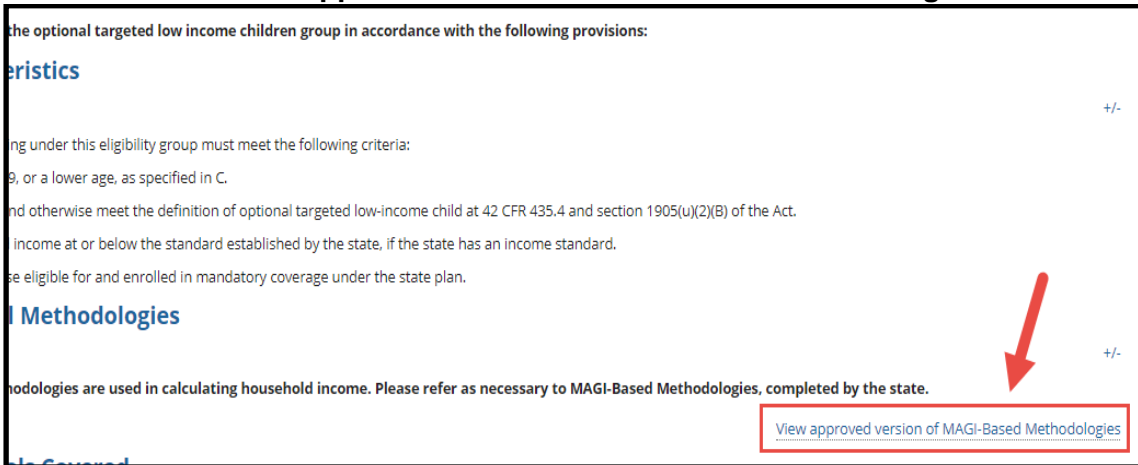 the optional targeted low income children group in accordance with the following provisions:
eristics
+/-
ng under this eligibility group must meet the following criteria:
9, or a lower age, as specified in C.
nd otherwise meet the definition of optional targeted low-income child at 42 CFR 435.4 and section 1905(u)(2)(B) of the Act.
income at or below the standard established by the state, if the state has an income standard.
se eligible for and enrolled in mandatory coverage under the state plan.
l Methodologies
+/-
hodologies are used in calculating household income. Please refer as necessary to MAGI-Based Methodologies, completed by the state.
View approved version of MAGI-Based Methodologies